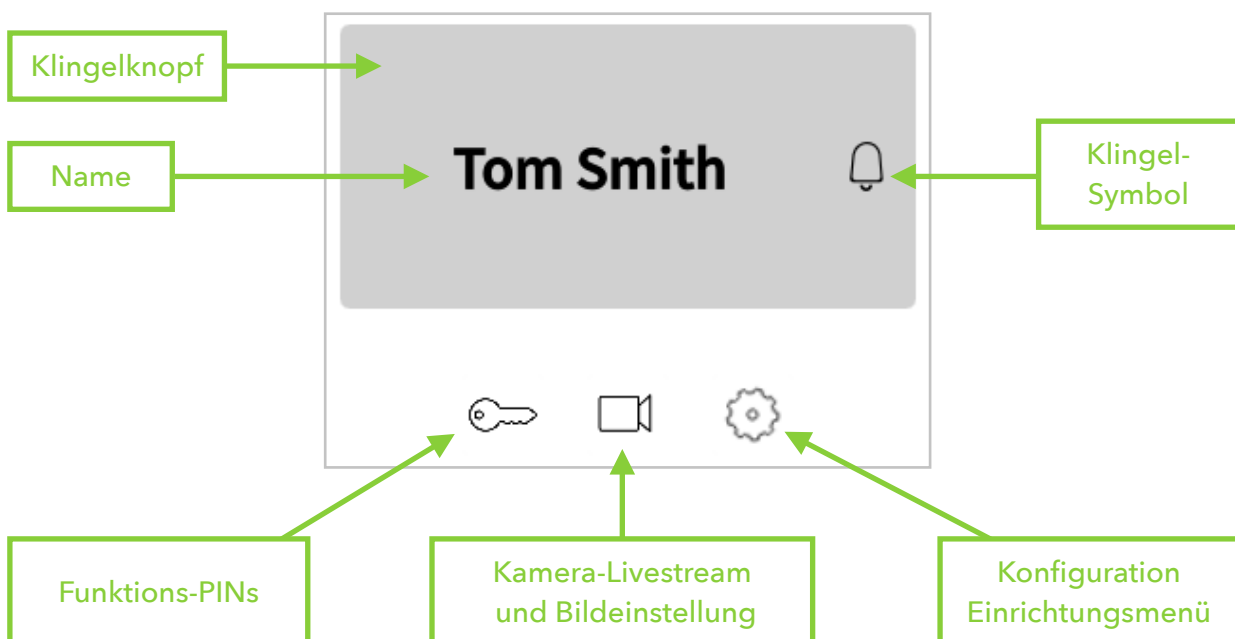 Klingelknopf
Name
Tom Smith
Klingel-
Symbol
Funktions-PINs
Kamera-Livestream
und Bildeinstellung
Konfiguration
Einrichtungsmenü